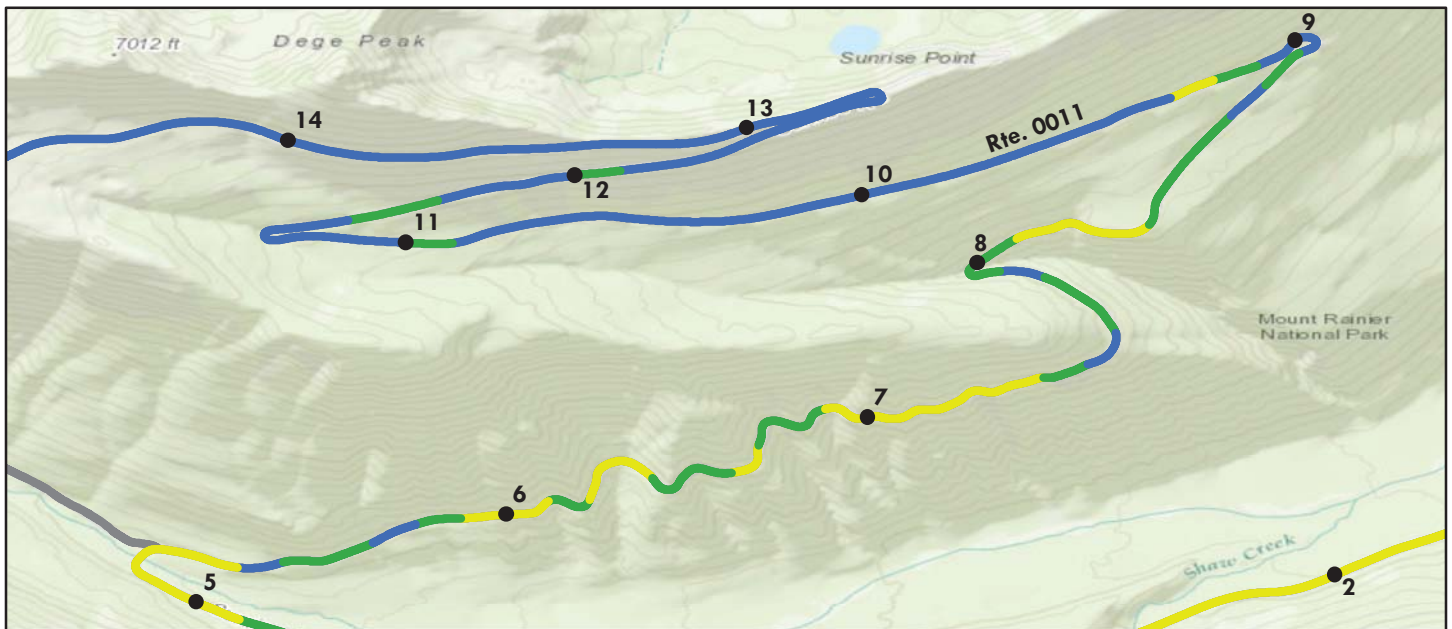 9
7012 ft
Dege Peak
Sunrise Point
13
14
Rte. 0011
12
10
11
8
Mount Rainier
National Park
7
6
Shaw Creek
5
2